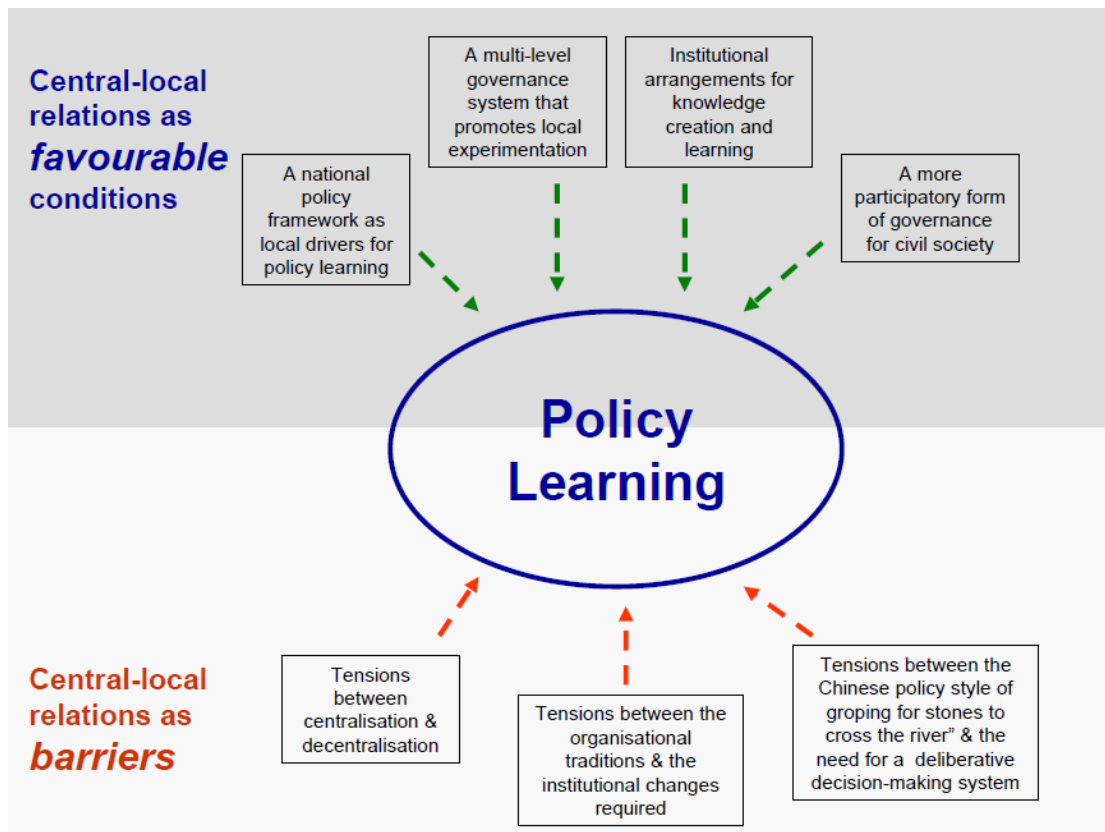 Central-local
relations as
favourable
conditions
A national
policy
framework as
local drivers for
policy learning
A multi-level
governance
system that
promotes local
experimentation
Institutional
arrangements for
knowledge
creation and
learning
A more
participatory form
of governance
for civil society
Policy
Learning
Central-local
relations as
barriers
Tensions
between
centralisation &
decentralisation
Tensions between the
organisational
traditions & the
institutional changes
required
Tensions between the
Chinese policy style of
groping for stones to
cross the river” & the
need for a  deliberative
decision-making system